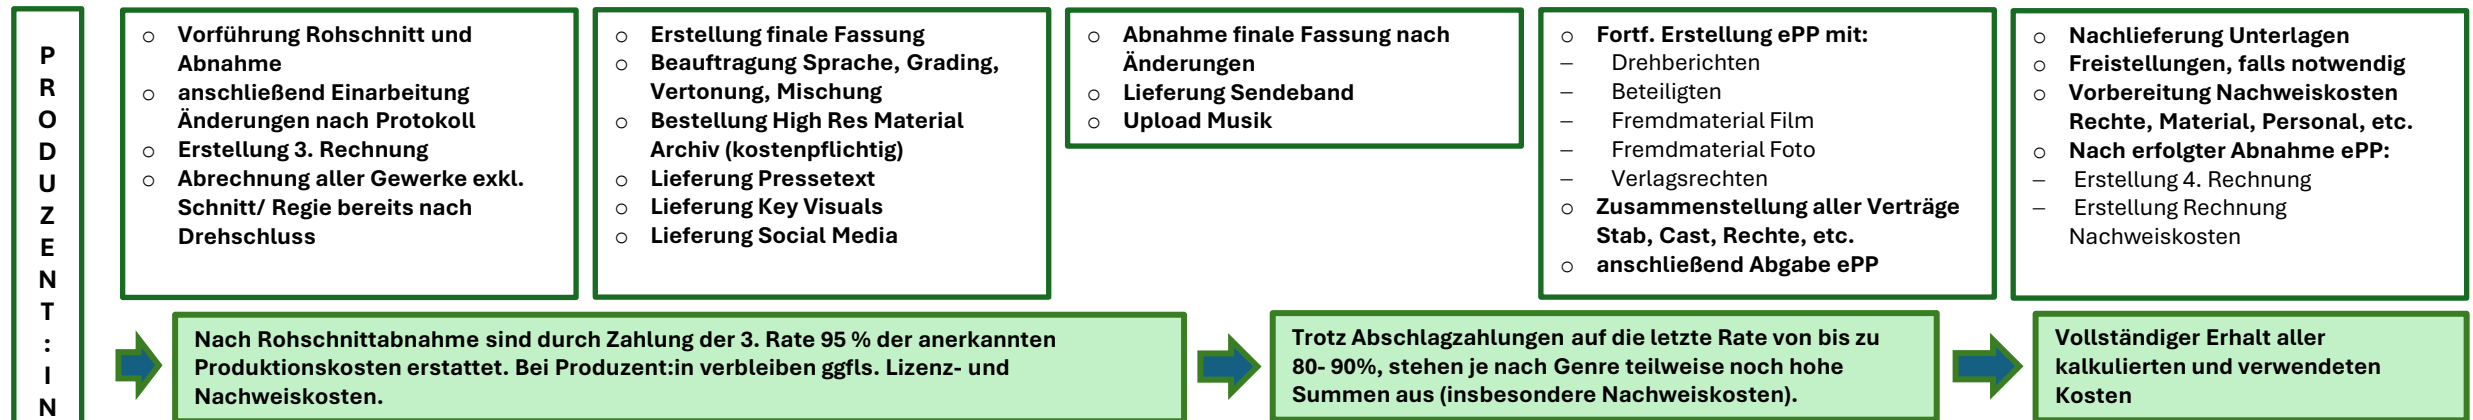 P
R
O
D
U
Z
E
N
T
:
I
N
○ Vorführung Rohschnitt und
Abnahme
○ anschließend Einarbeitung
Änderungen nach Protokoll
○ Erstellung 3. Rechnung
○ Abrechnung aller Gewerke exkl.
Schnitt/ Regie bereits nach
Drehschluss
○ Erstellung finale Fassung
○ Beauftragung Sprache, Grading,
Vertonung, Mischung
○ Bestellung High Res Material
Archiv (kostenpflichtig)
○ Lieferung Pressetext
○ Lieferung Key Visuals
○ Lieferung Social Media
○ Abnahme finale Fassung nach
Änderungen
○ Lieferung Sendeband
○ Upload Musik
○ Fortf. Erstellung ePP mit:
– Drehberichten
– Beteiligten
– Fremdmaterial Film
– Fremdmaterial Foto
– Verlagsrechten
○ Zusammenstellung aller Verträge
Stab, Cast, Rechte, etc.
○ anschließend Abgabe ePP
○ Nachlieferung Unterlagen
○ Freistellungen, falls notwendig
○ Vorbereitung Nachweiskosten
Rechte, Material, Personal, etc.
○ Nach erfolgter Abnahme ePP:
– Erstellung 4. Rechnung
– Erstellung Rechnung
Nachweiskosten
Nach Rohschnittabnahme sind durch Zahlung der 3. Rate 95 % der anerkannten
Produktionskosten erstattet. Bei Produzent:in verbleiben ggfls. Lizenz- und
Nachweiskosten.
Trotz Abschlagzahlungen auf die letzte Rate von bis zu
80- 90%, stehen je nach Genre teilweise noch hohe
Summen aus (insbesondere Nachweiskosten).
Vollständiger Erhalt aller
kalkulierten und verwendeten
Kosten